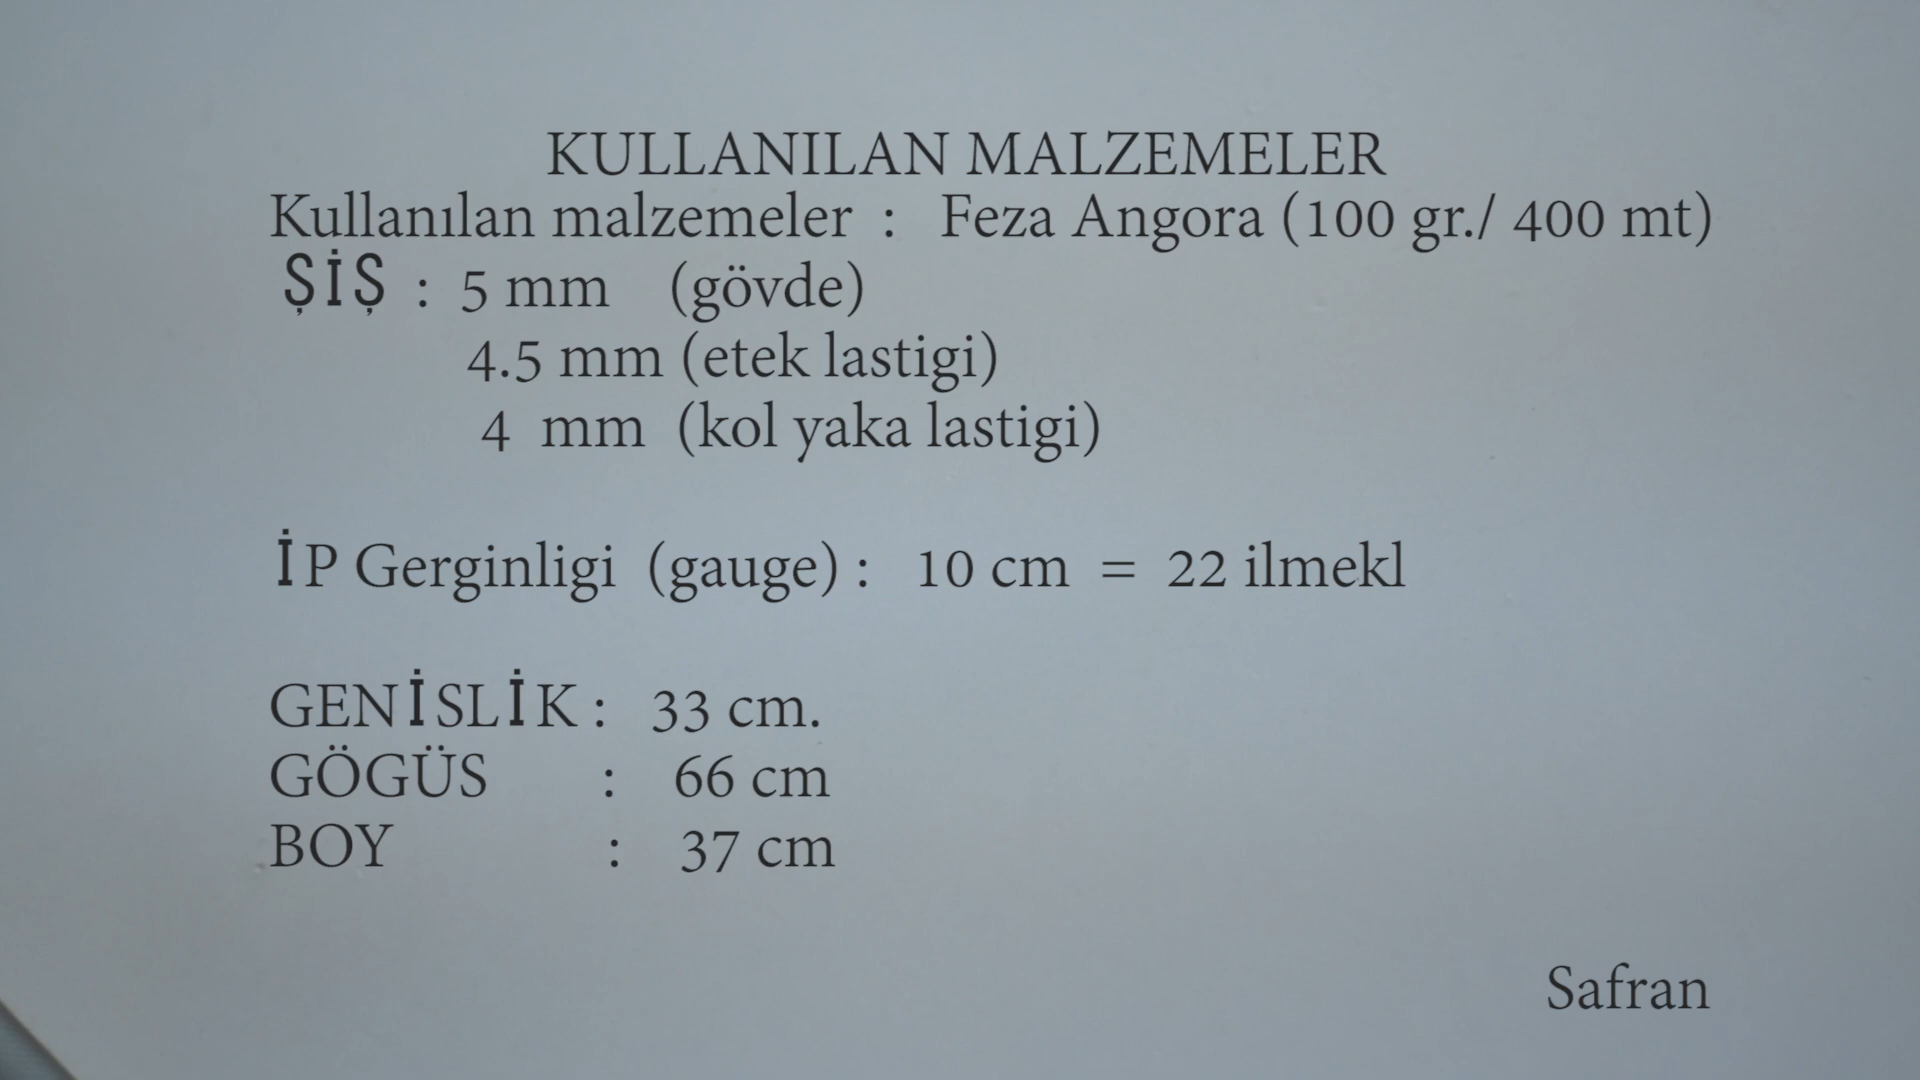 KULLANILAN MALZEMELER
Kullanılan malzemeler : Feza Angora (100 gr./ 400 mt)
ŞİŞ : 5 mm (gövde)
4.5 mm (etek lastigi)
4 mm (kol yaka lastigi)
İP Gerginligi (gauge) : 10 cm = 22 ilmekl
GENİSLİK : 33 cm.
GÖGÜS : 66 cm
BOY : 37 cm
Safran